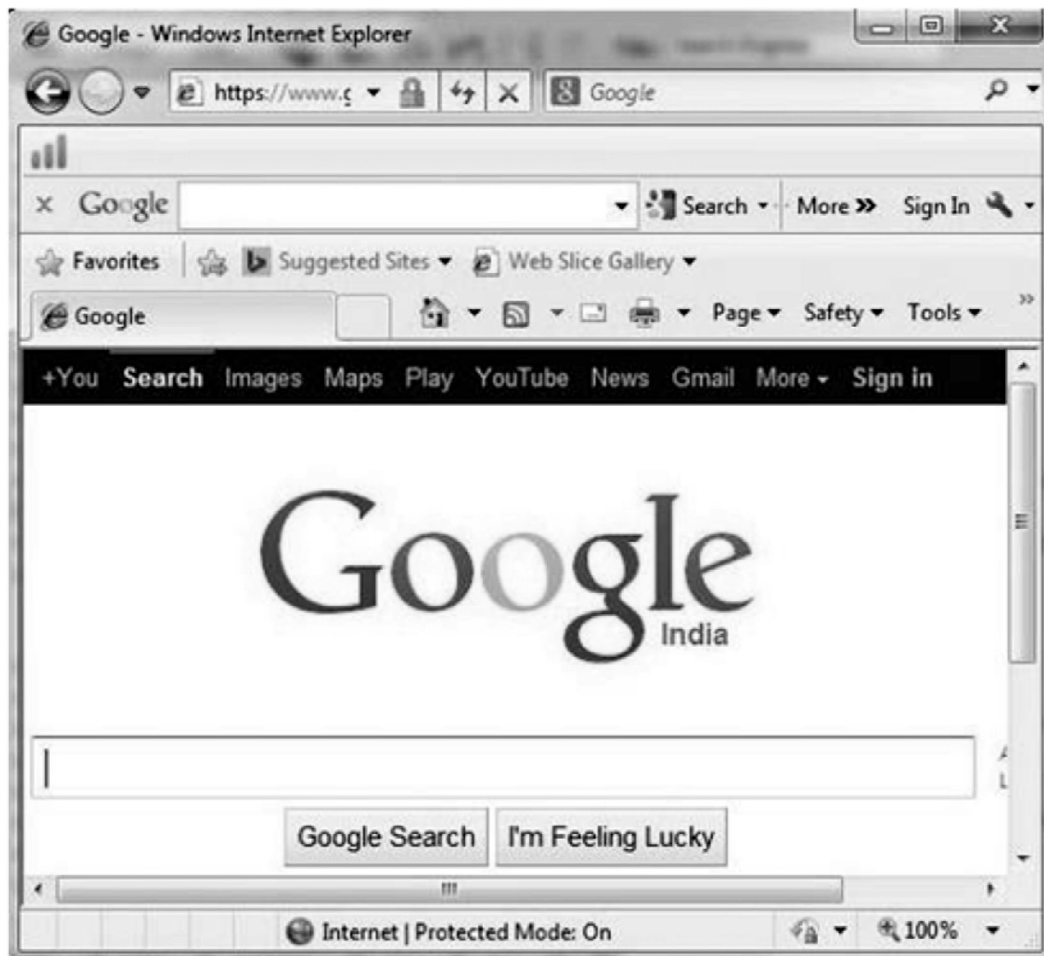 Google - Windows Internet Explorer
https://www.g Google
x Google Search More >> Sign In
Favorites Suggested Sites Web Slice Gallery
Google Page Safety Tools >>
+You Search Images Maps Play YouTube News Gmail More Sign in
Google
India
Google Search I'm Feeling Lucky
Internet | Protected Mode: On 100%